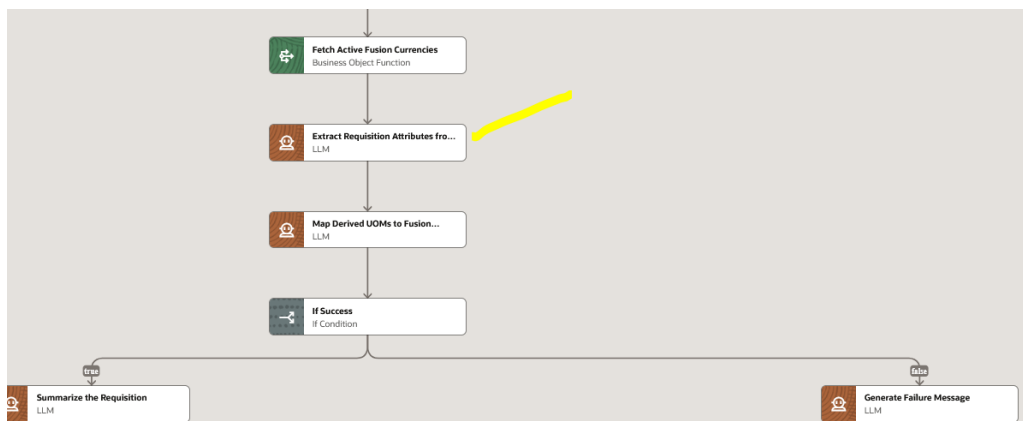 Fetch Active Fusion Currencies
Business Object Function
Extract Requisition Attributes fro...
LLM
Map Derived UOMs to Fusion...
LLM
If Success
If Condition
true
false
Summarize the Requisition
LLM
Generate Failure Message
LLM